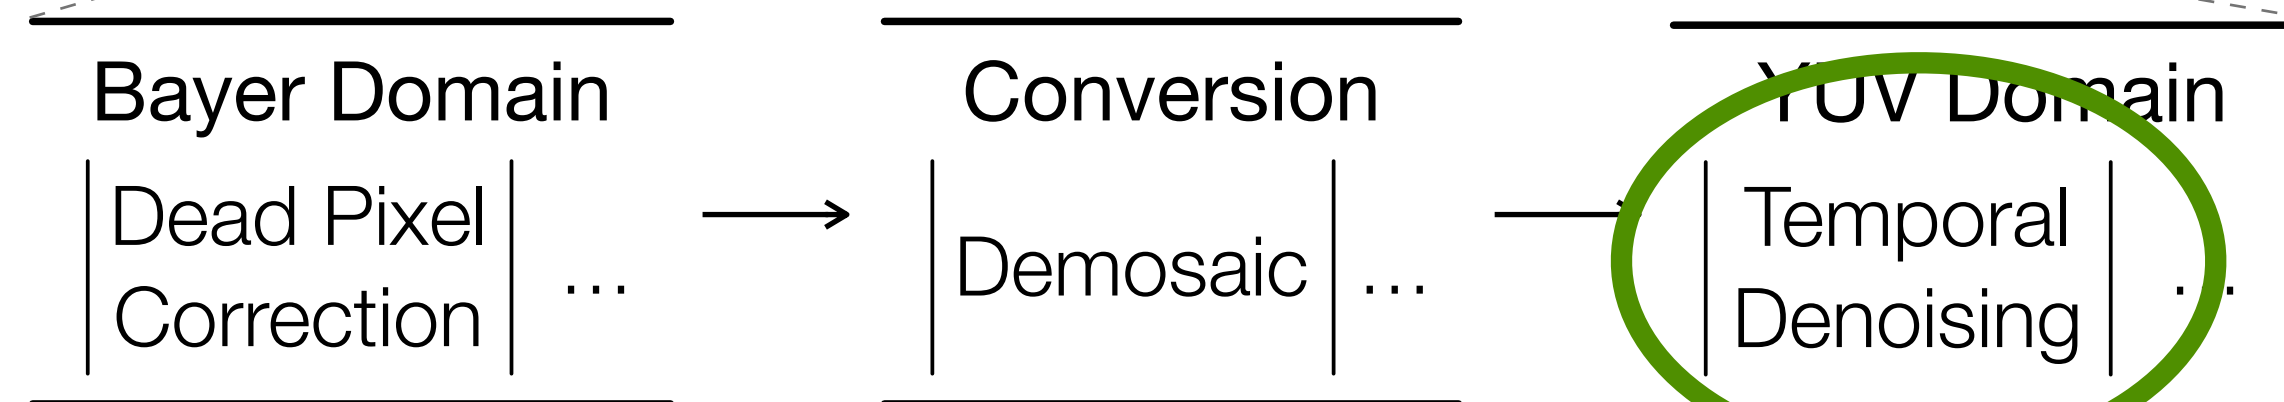 Bayer Domain
Dead Pixel
Correction
...
Conversion
Demosaic
...
YUV Domain
Temporal
Denoising
...